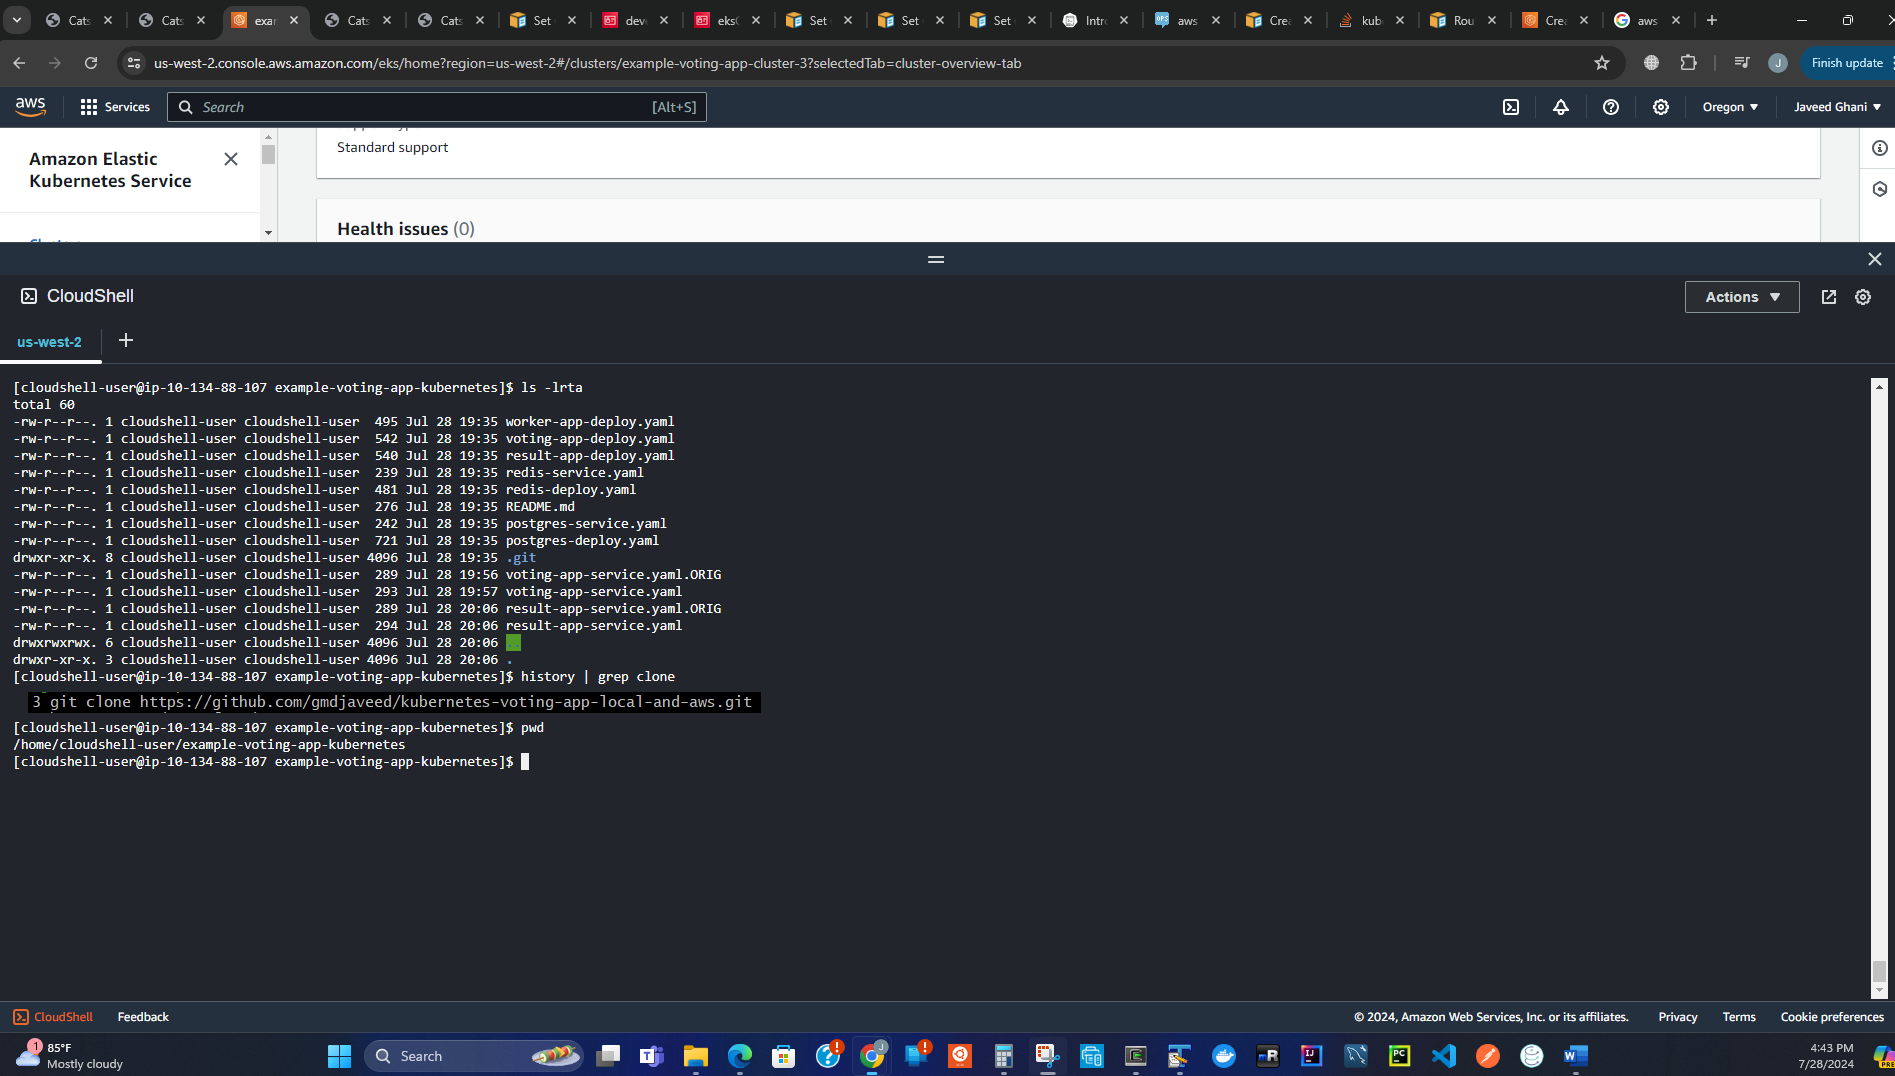 Cats
Cats
exar
Cats
Cats
Set
deve
eks
Set
Set
Set
Intro
aws
Crea
kube
Rou
Crea
aws
us-west-2.console.aws.amazon.com/eks/home?region=us-west-2#/clusters/example-voting-app-cluster-3?selectedTab=cluster-overview-tab
J
Finish update
aws
Services
Search
[Alt+S]
Oregon ▼
Javeed Ghani ▼
Amazon Elastic
Kubernetes Service
Standard support
Health issues (0)
CloudShell
Actions ▼
us-west-2
+
[cloudshell-user@ip-10-134-88-107 example-voting-app-kubernetes]$ ls -lrta
total 60
-rw-r--r--. 1 cloudshell-user cloudshell-user  495 Jul 28 19:35 worker-app-deploy.yaml
-rw-r--r--. 1 cloudshell-user cloudshell-user  542 Jul 28 19:35 voting-app-deploy.yaml
-rw-r--r--. 1 cloudshell-user cloudshell-user  540 Jul 28 19:35 result-app-deploy.yaml
-rw-r--r--. 1 cloudshell-user cloudshell-user  239 Jul 28 19:35 redis-service.yaml
-rw-r--r--. 1 cloudshell-user cloudshell-user  481 Jul 28 19:35 redis-deploy.yaml
-rw-r--r--. 1 cloudshell-user cloudshell-user  276 Jul 28 19:35 README.md
-rw-r--r--. 1 cloudshell-user cloudshell-user  242 Jul 28 19:35 postgres-service.yaml
-rw-r--r--. 1 cloudshell-user cloudshell-user  721 Jul 28 19:35 postgres-deploy.yaml
drwxr-xr-x. 8 cloudshell-user cloudshell-user 4096 Jul 28 19:35 .git
-rw-r--r--. 1 cloudshell-user cloudshell-user  289 Jul 28 19:56 voting-app-service.yaml.ORIG
-rw-r--r--. 1 cloudshell-user cloudshell-user  293 Jul 28 19:57 voting-app-service.yaml
-rw-r--r--. 1 cloudshell-user cloudshell-user  289 Jul 28 20:06 result-app-service.yaml.ORIG
-rw-r--r--. 1 cloudshell-user cloudshell-user  294 Jul 28 20:06 result-app-service.yaml
drwxrwxrwx. 6 cloudshell-user cloudshell-user 4096 Jul 28 20:06 ..
drwxr-xr-x. 3 cloudshell-user cloudshell-user 4096 Jul 28 20:06 .
[cloudshell-user@ip-10-134-88-107 example-voting-app-kubernetes]$ history | grep clone
3 git clone https://github.com/gmdjaveed/kubernetes-voting-app-local-and-aws.git
[cloudshell-user@ip-10-134-88-107 example-voting-app-kubernetes]$ pwd
/home/cloudshell-user/example-voting-app-kubernetes
[cloudshell-user@ip-10-134-88-107 example-voting-app-kubernetes]$
CloudShell
Feedback
© 2024, Amazon Web Services, Inc. or its affiliates.
Privacy
Terms
Cookie preferences
1
85°F
Mostly cloudy
Search
4:43 PM
7/28/2024